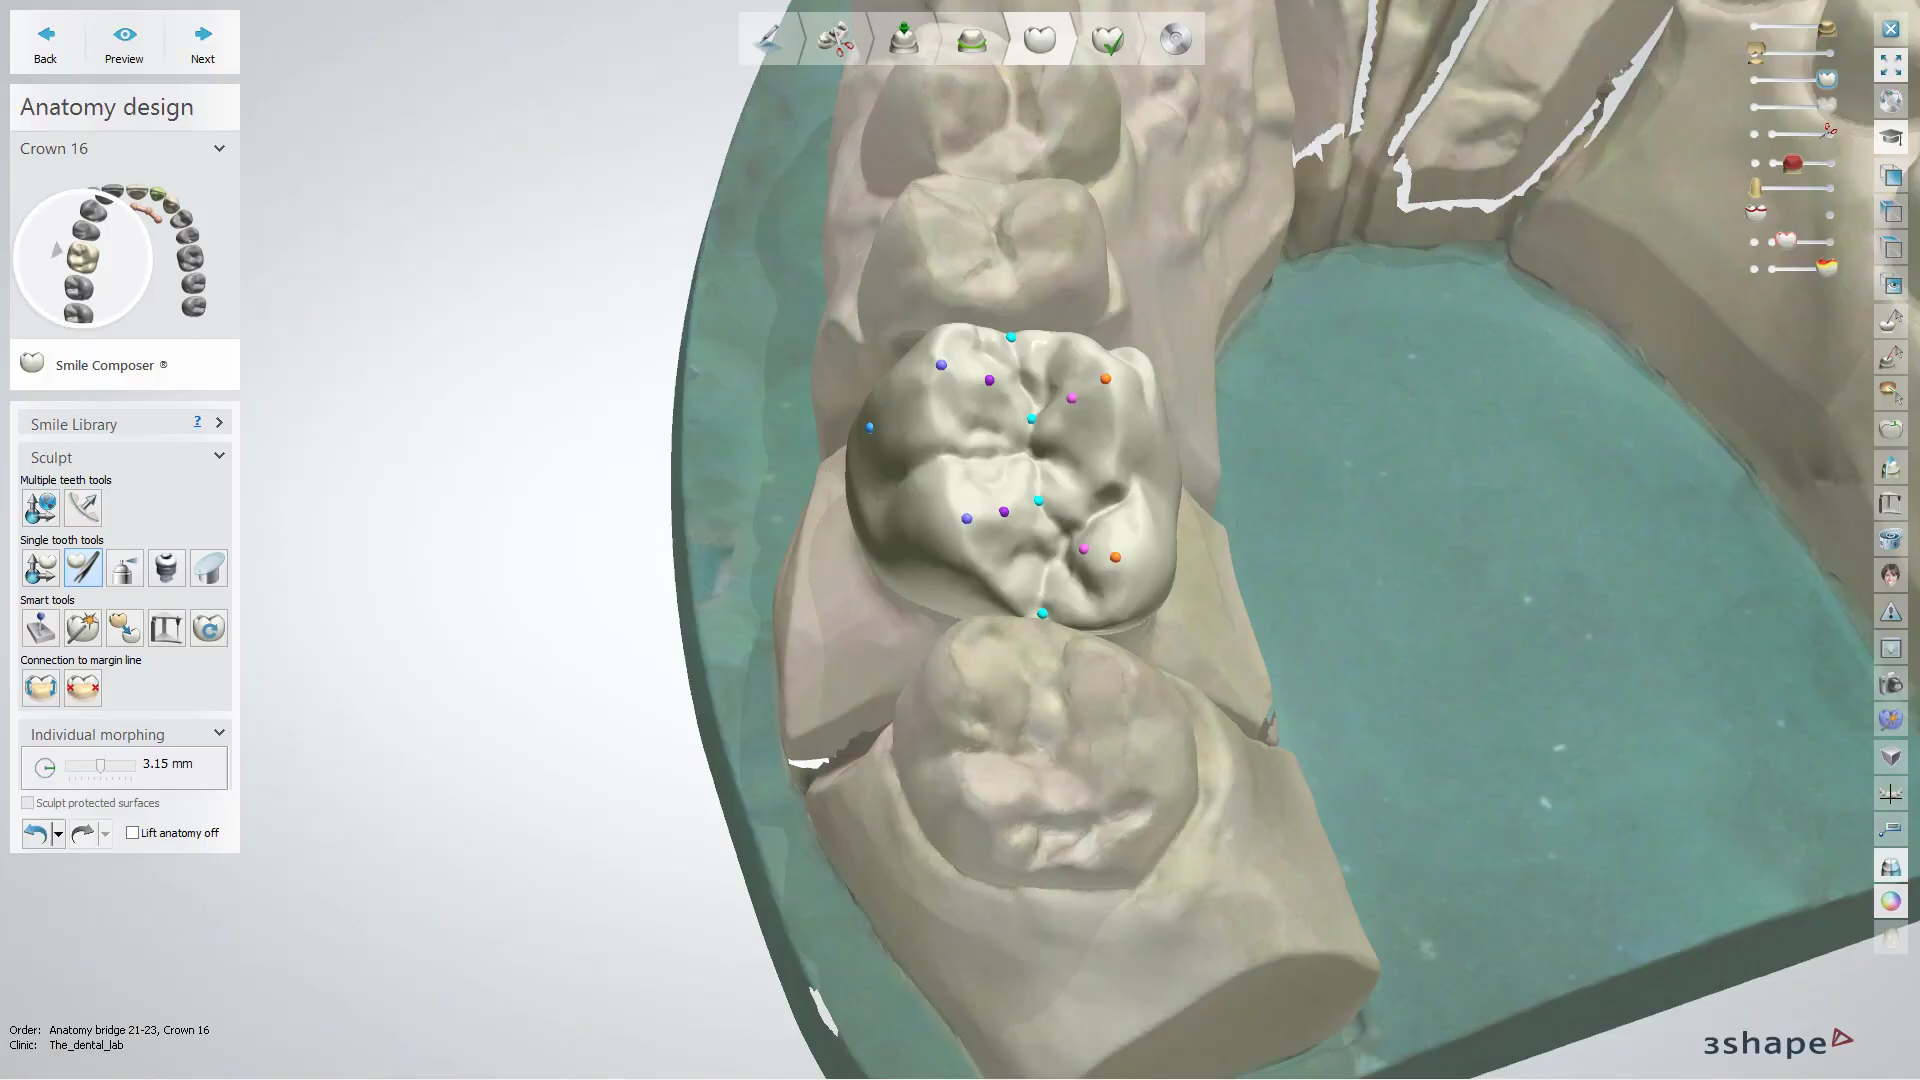 Back
Preview
Next
Anatomy design
Crown 16
Smile Composer ®
Smile Library
?
Sculpt
Multiple teeth tools
Single tooth tools
Smart tools
Connection to margin line
Individual morphing
3.15 mm
Sculpt protected surfaces
Lift anatomy off
Order: Anatomy bridge 21-23, Crown 16
Clinic: The_dental_lab
3shape